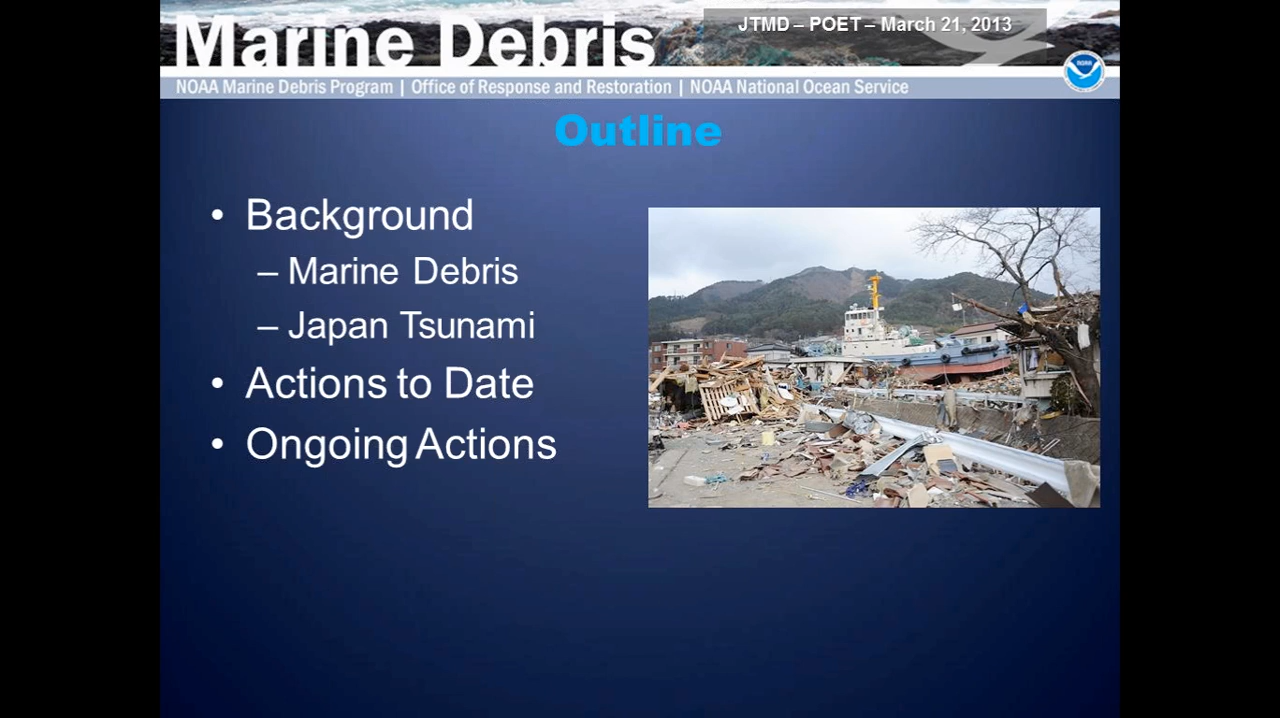 JTMD – POET – March 21, 2013
Marine Debris
NOAA Marine Debris Program | Office of Response and Restoration | NOAA National Ocean Service
NOAA
Outline
• Background
– Marine Debris
– Japan Tsunami
• Actions to Date
• Ongoing Actions